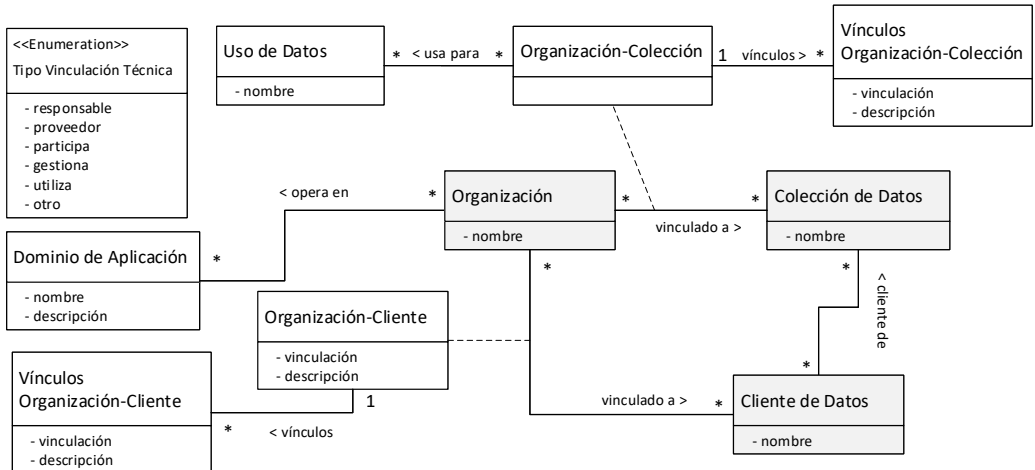 <<Enumeration>>
Tipo Vinculación Técnica
- responsable
- proveedor
- participa
- gestiona
- utiliza
- otro
Uso de Datos
- nombre
* < usa para *
Organización-Colección
1 vínculos > *
Vínculos
Organización-Colección
- vinculación
- descripción
Dominio de Aplicación
- nombre
- descripción
* < opera en *
Organización
- nombre
* vinculado a > *
Colección de Datos
- nombre
*
< cliente de
*
Organización-Cliente
- vinculación
- descripción
1
* < vínculos
Vínculos
Organización-Cliente
- vinculación
- descripción
*
vinculado a > *
Cliente de Datos
- nombre